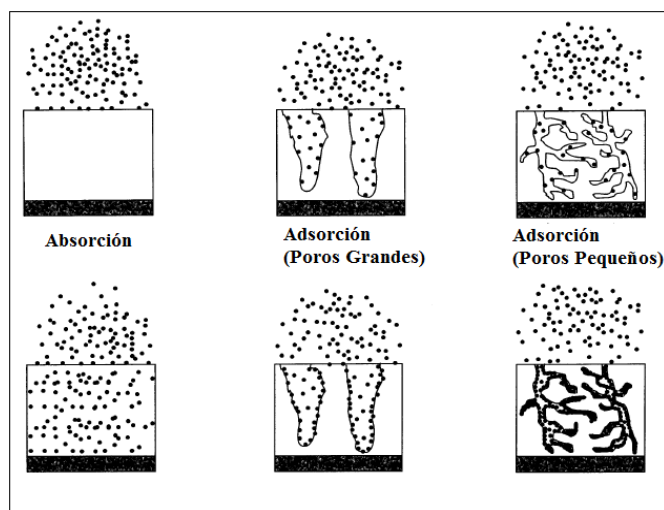 Absorción
Adsorción
(Poros Grandes)
Adsorción
(Poros Pequeños)